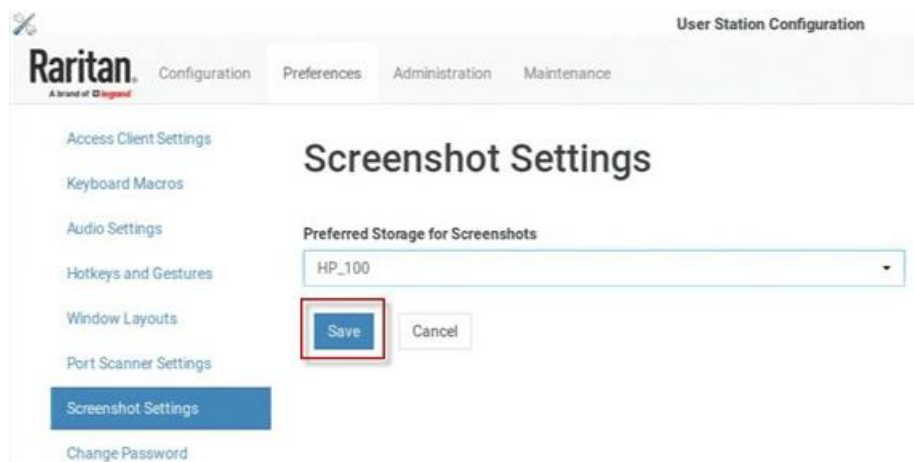 User Station Configuration
Raritan.
A brand of legrand
Configuration
Preferences
Administration
Maintenance
Access Client Settings
Keyboard Macros
Audio Settings
Hotkeys and Gestures
Window Layouts
Port Scanner Settings
Screenshot Settings
Change Password
Screenshot Settings
Preferred Storage for Screenshots
HP_100
Save
Cancel